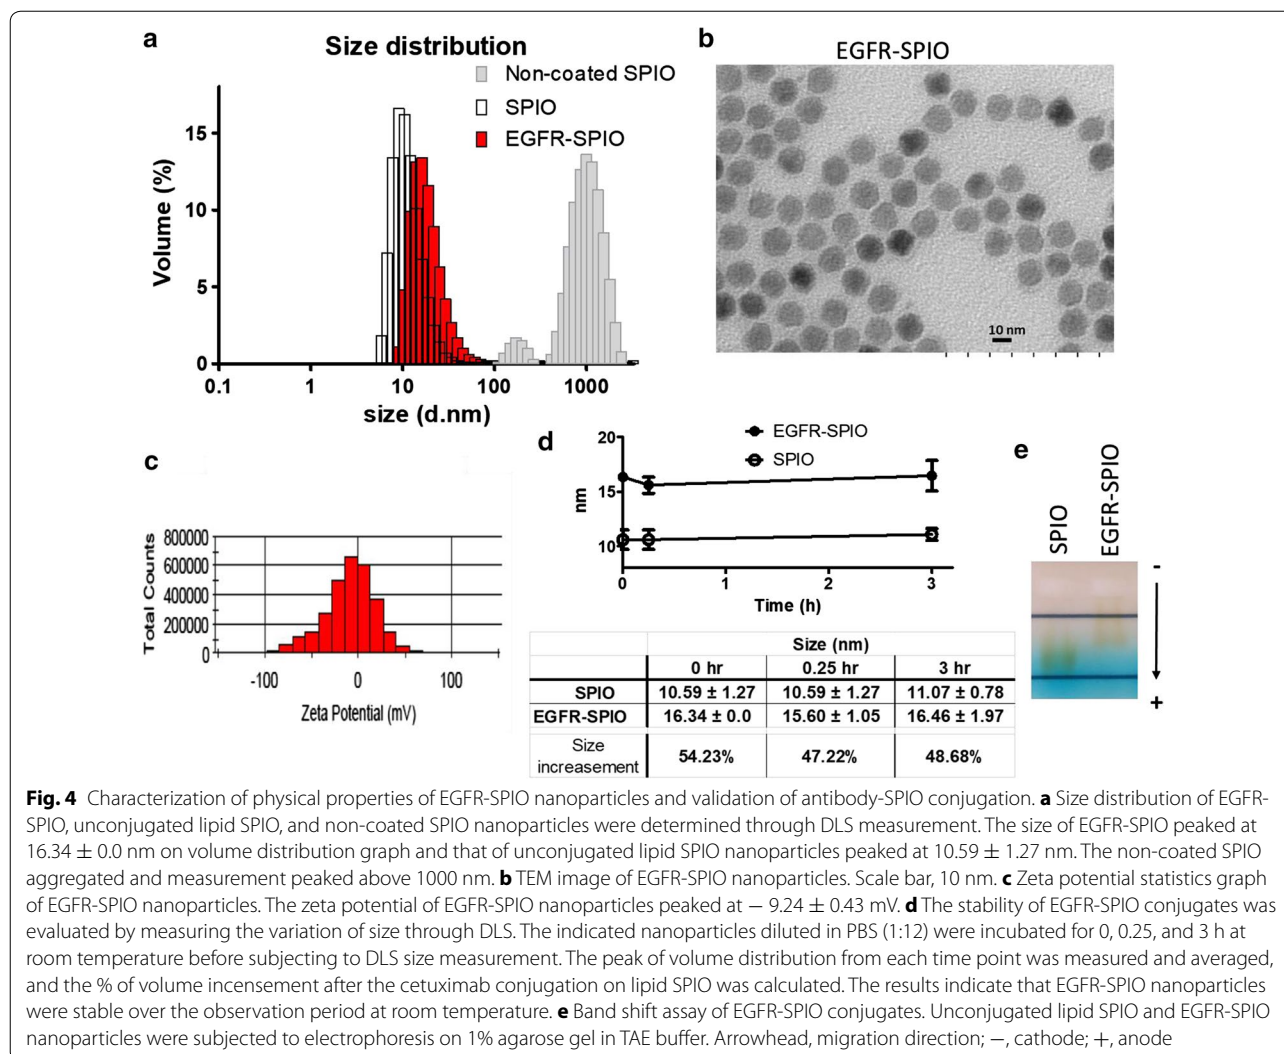 a
Size distribution
Non-coated SPIO
SPIO
EGFR-SPIO
Volume (%)
15
10
5
0
0.1 1 10 100 1000
size (d.nm)
b
EGFR-SPIO
10 nm
c
Total Counts
800000
600000
400000
200000
0
-100 0 100
Zeta Potential (mV)
d
EGFR-SPIO
SPIO
nm
20
15
10
0 1 2 3
Time (h)
Size (nm)
0 hr 0.25 hr 3 hr
SPIO 10.59 ± 1.27 10.59 ± 1.27 11.07 ± 0.78
EGFR-SPIO 16.34 ± 0.0 15.60 ± 1.05 16.46 ± 1.97
Size
increasement 54.23% 47.22% 48.68%
e
SPIO
EGFR-SPIO
-
+
Fig. 4 Characterization of physical properties of EGFR-SPIO nanoparticles and validation of antibody-SPIO conjugation. a Size distribution of EGFR-
SPIO, unconjugated lipid SPIO, and non-coated SPIO nanoparticles were determined through DLS measurement. The size of EGFR-SPIO peaked at
16.34 ± 0.0 nm on volume distribution graph and that of unconjugated lipid SPIO nanoparticles peaked at 10.59 ± 1.27 nm. The non-coated SPIO
aggregated and measurement peaked above 1000 nm. b TEM image of EGFR-SPIO nanoparticles. Scale bar, 10 nm. c Zeta potential statistics graph
of EGFR-SPIO nanoparticles. The zeta potential of EGFR-SPIO nanoparticles peaked at − 9.24 ± 0.43 mV. d The stability of EGFR-SPIO conjugates was
evaluated by measuring the variation of size through DLS. The indicated nanoparticles diluted in PBS (1:12) were incubated for 0, 0.25, and 3 h at
room temperature before subjecting to DLS size measurement. The peak of volume distribution from each time point was measured and averaged,
and the % of volume incensement after the cetuximab conjugation on lipid SPIO was calculated. The results indicate that EGFR-SPIO nanoparticles
were stable over the observation period at room temperature. e Band shift assay of EGFR-SPIO conjugates. Unconjugated lipid SPIO and EGFR-SPIO
nanoparticles were subjected to electrophoresis on 1% agarose gel in TAE buffer. Arrowhead, migration direction; −, cathode; +, anode